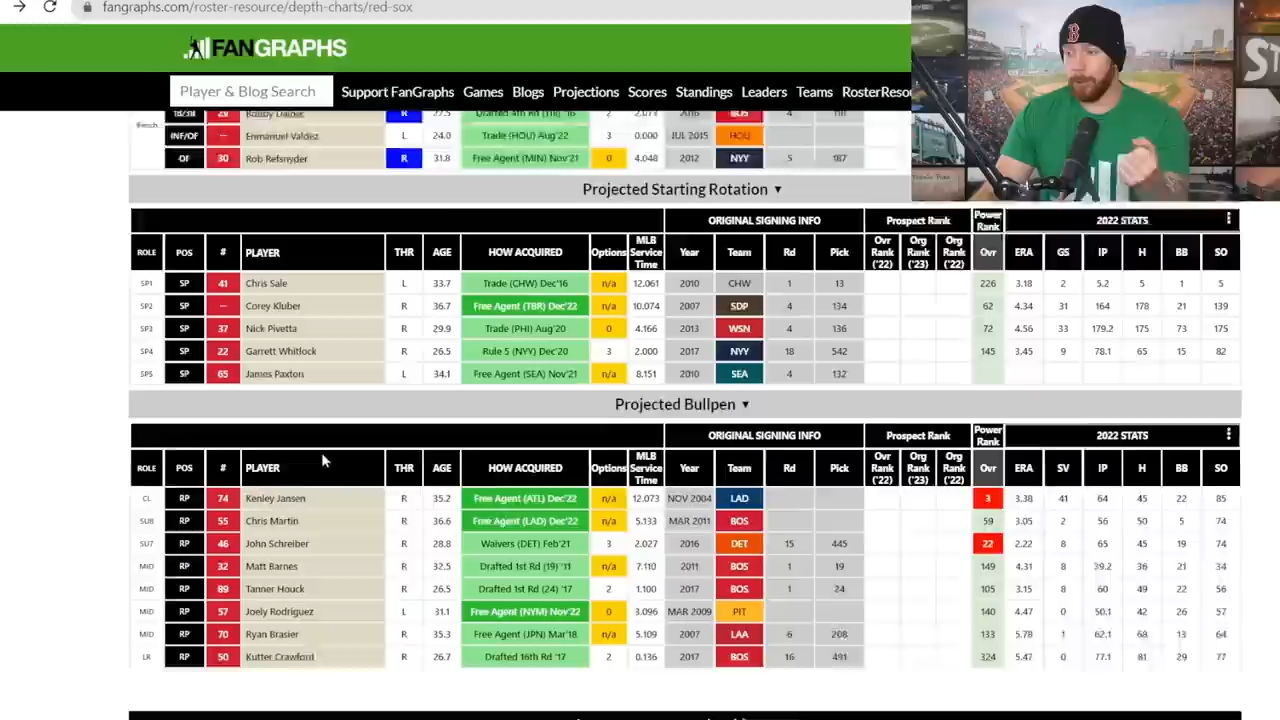 fangraphs.com/roster-resource/depth-charts/red-sox
FANGRAPHS
Player & Blog Search Support FanGraphs Games Blogs Projections Scores Standings Leaders Teams RosterResou
Bench
1B/3B 29 Bobby Dalbec R 27.5 Drafted 4th Rd (118) '16 2 2.073 2016 BOS 4 118
INF/OF — Enmanuel Valdez L 24.0 Trade (HOU) Aug'22 3 0.000 JUL 2015 HOU
OF 30 Rob Refsnyder R 31.8 Free Agent (MIN) Nov'21 0 4.048 2012 NYY 5 187
Projected Starting Rotation ▼
ORIGINAL SIGNING INFO Prospect Rank Power Rank 2022 STATS
ROLE POS # PLAYER THR AGE HOW ACQUIRED Options MLB Service Time Year Team Rd Pick Ovr Rank ('22) Org Rank ('23) Org Rank ('22) Ovr ERA GS IP H BB SO
SP1 SP 41 Chris Sale L 33.7 Trade (CHW) Dec'16 n/a 12.061 2010 CHW 1 13 226 3.18 2 5.2 5 1 5
SP2 SP — Corey Kluber R 36.7 Free Agent (TBR) Dec'22 n/a 10.074 2007 SDP 4 134 62 4.34 31 164 178 21 139
SP3 SP 37 Nick Pivetta R 29.9 Trade (PHI) Aug'20 0 4.166 2013 WSN 4 136 72 4.56 33 179.2 175 73 175
SP4 SP 22 Garrett Whitlock R 26.5 Rule 5 (NYY) Dec'20 3 2.000 2017 NYY 18 542 145 3.45 9 78.1 65 15 82
SP5 SP 65 James Paxton L 34.1 Free Agent (SEA) Nov'21 n/a 8.151 2010 SEA 4 132
Projected Bullpen ▼
ORIGINAL SIGNING INFO Prospect Rank Power Rank 2022 STATS
ROLE POS # PLAYER THR AGE HOW ACQUIRED Options MLB Service Time Year Team Rd Pick Ovr Rank ('22) Org Rank ('23) Org Rank ('22) Ovr ERA SV IP H BB SO
CL RP 74 Kenley Jansen R 35.2 Free Agent (ATL) Dec'22 n/a 12.073 NOV 2004 LAD 3 3.38 41 64 45 22 85
SU8 RP 55 Chris Martin R 36.6 Free Agent (LAD) Dec'22 n/a 5.133 MAR 2011 BOS 59 3.05 2 56 50 5 74
SU7 RP 46 John Schreiber R 28.8 Waivers (DET) Feb'21 3 2.027 2016 DET 15 445 22 2.22 8 65 45 19 74
MID RP 32 Matt Barnes R 32.5 Drafted 1st Rd (19) '11 n/a 7.110 2011 BOS 1 19 149 4.31 8 39.2 36 21 34
MID RP 89 Tanner Houck R 26.5 Drafted 1st Rd (24) '17 2 1.100 2017 BOS 1 24 105 3.15 8 60 49 22 56
MID RP 57 Joely Rodriguez L 31.1 Free Agent (NYM) Nov'22 0 3.096 MAR 2009 PIT 140 4.47 0 50.1 42 26 57
MID RP 70 Ryan Brasier R 35.3 Free Agent (JPN) Mar'18 n/a 5.109 2007 LAA 6 208 133 5.78 1 62.1 68 13 64
LR RP 50 Kutter Crawford R 26.7 Drafted 16th Rd '17 2 0.136 2017 BOS 16 491 324 5.47 0 77.1 81 29 77